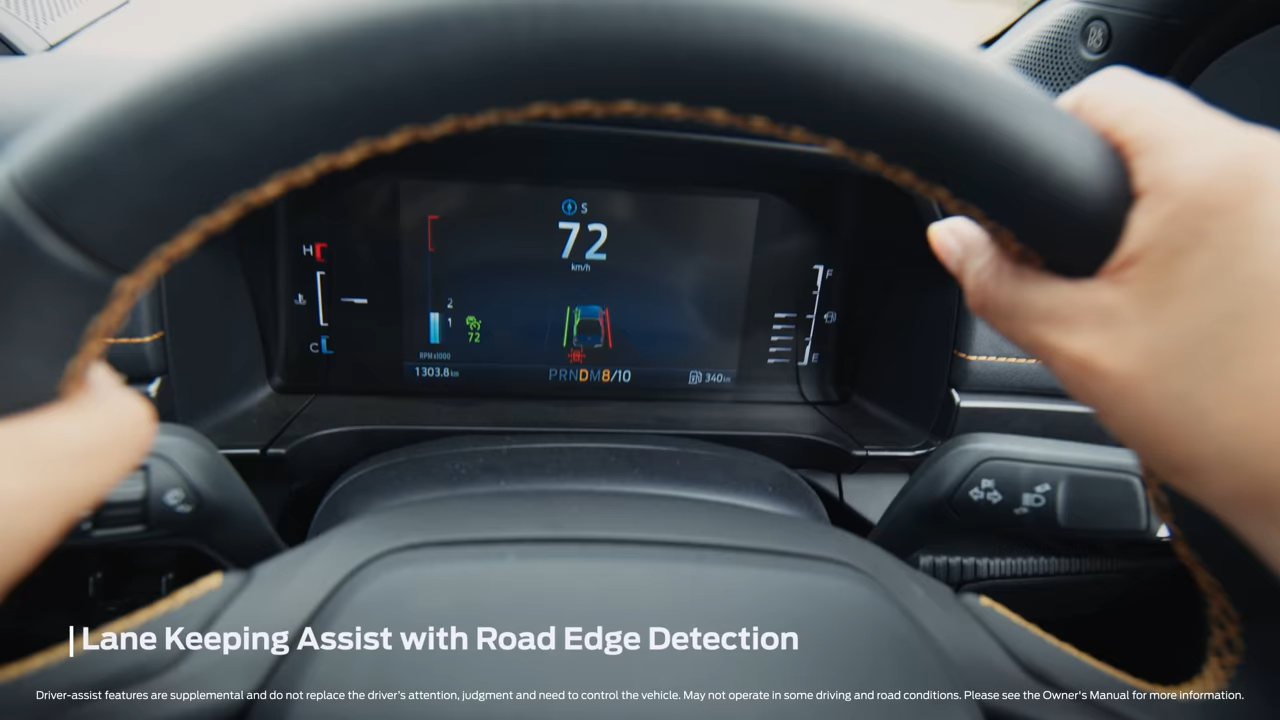 S
72
km/h
H
F
2
1
72
C
E
RPM x1000
1303.8 km
PRNDM8/10
340 km
| Lane Keeping Assist with Road Edge Detection
Driver-assist features are supplemental and do not replace the driver's attention, judgment and need to control the vehicle. May not operate in some driving and road conditions. Please see the Owner's Manual for more information.